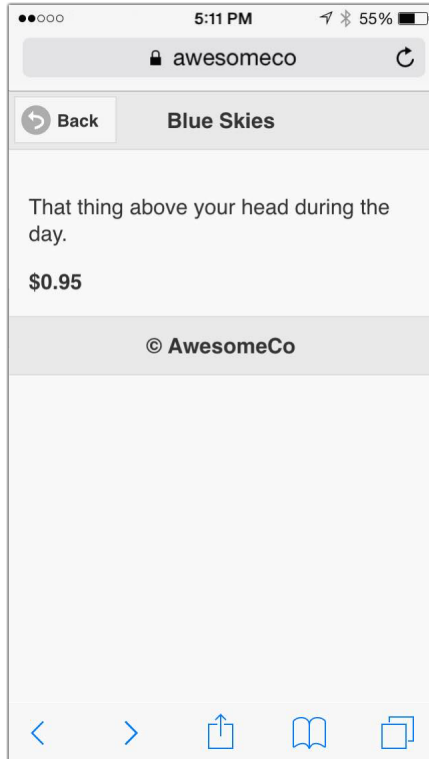 5:11 PM 55%
awesomeco
Back Blue Skies
That thing above your head during the
day.
$0.95
© AwesomeCo